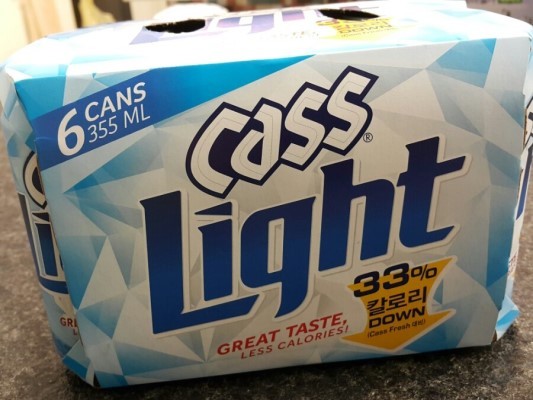 6 CANS
355 ML
Cass
®
Light
GREAT TASTE,
LESS CALORIES!
33%
칼로리
DOWN
(Cass Fresh 대비)
DOWN